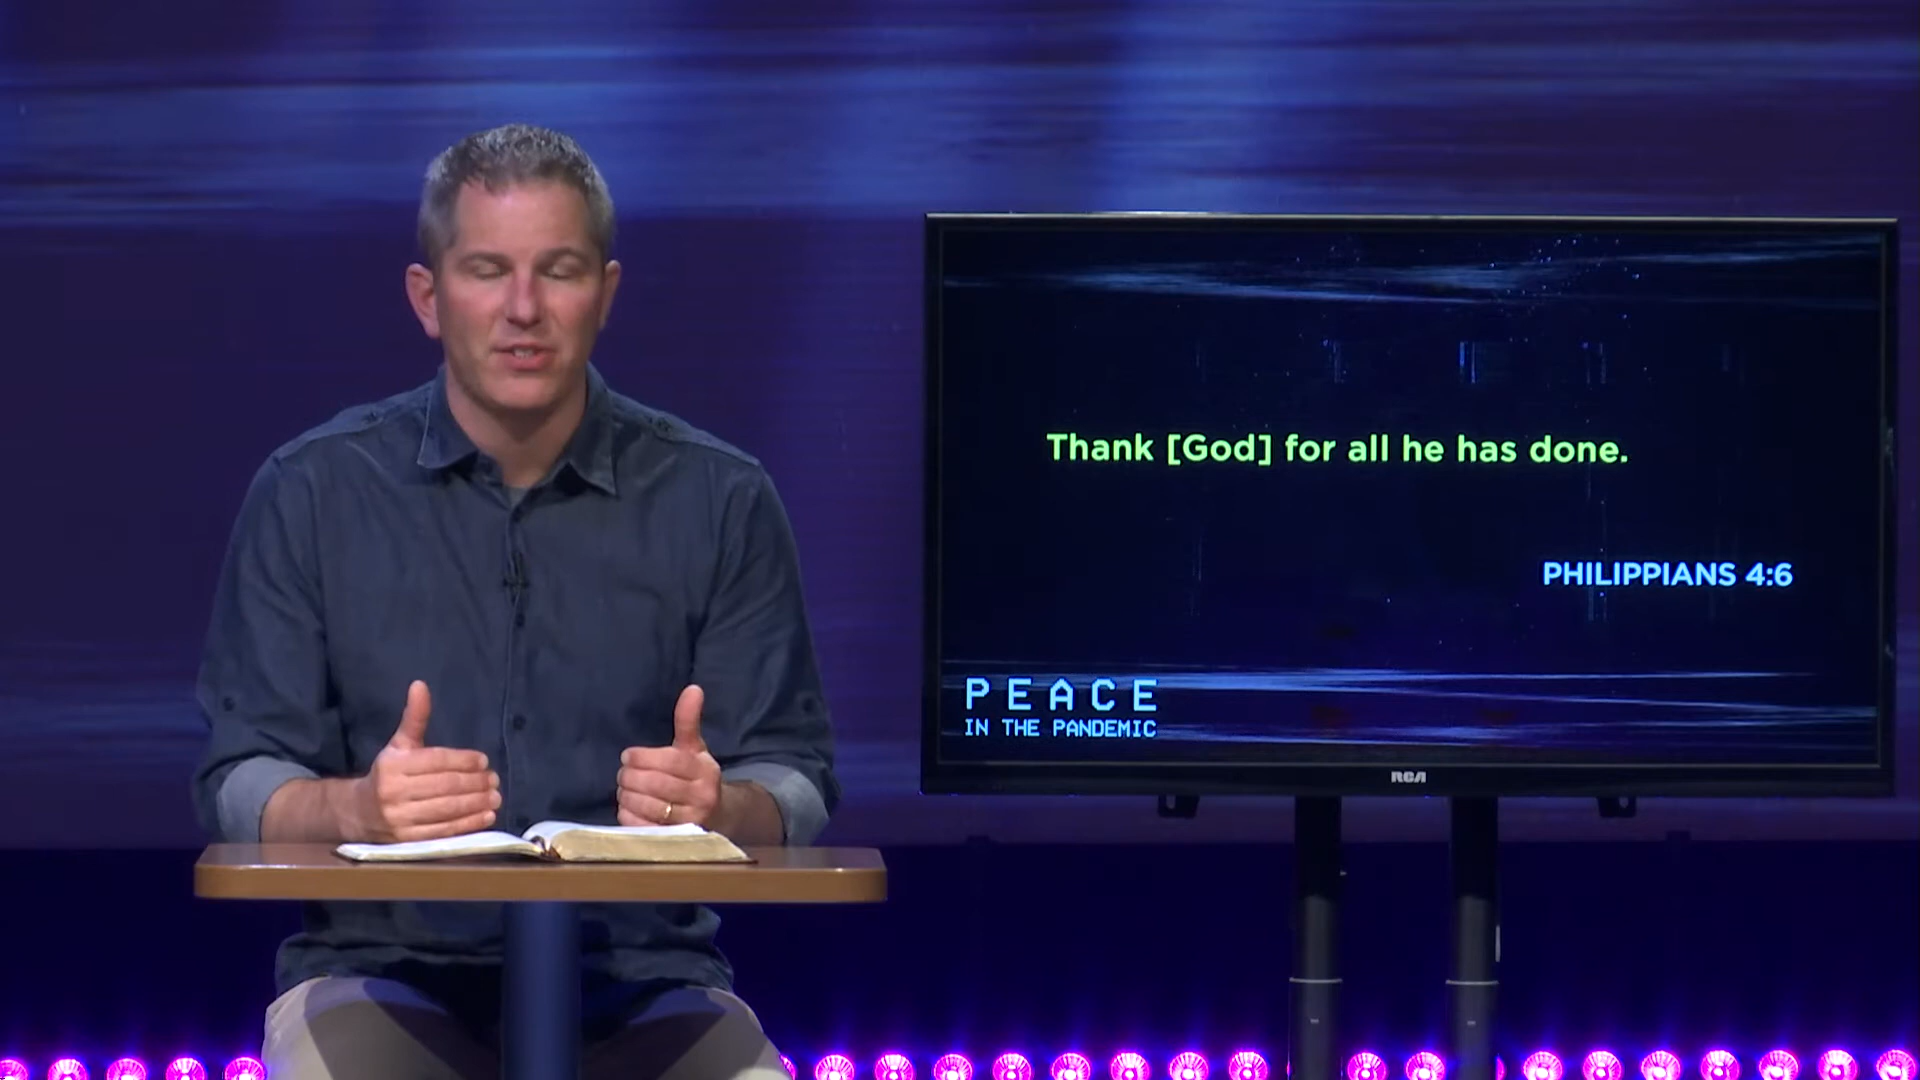 Thank [God] for all he has done.
PHILIPPIANS 4:6
PEACE
IN THE PANDEMIC
RCA